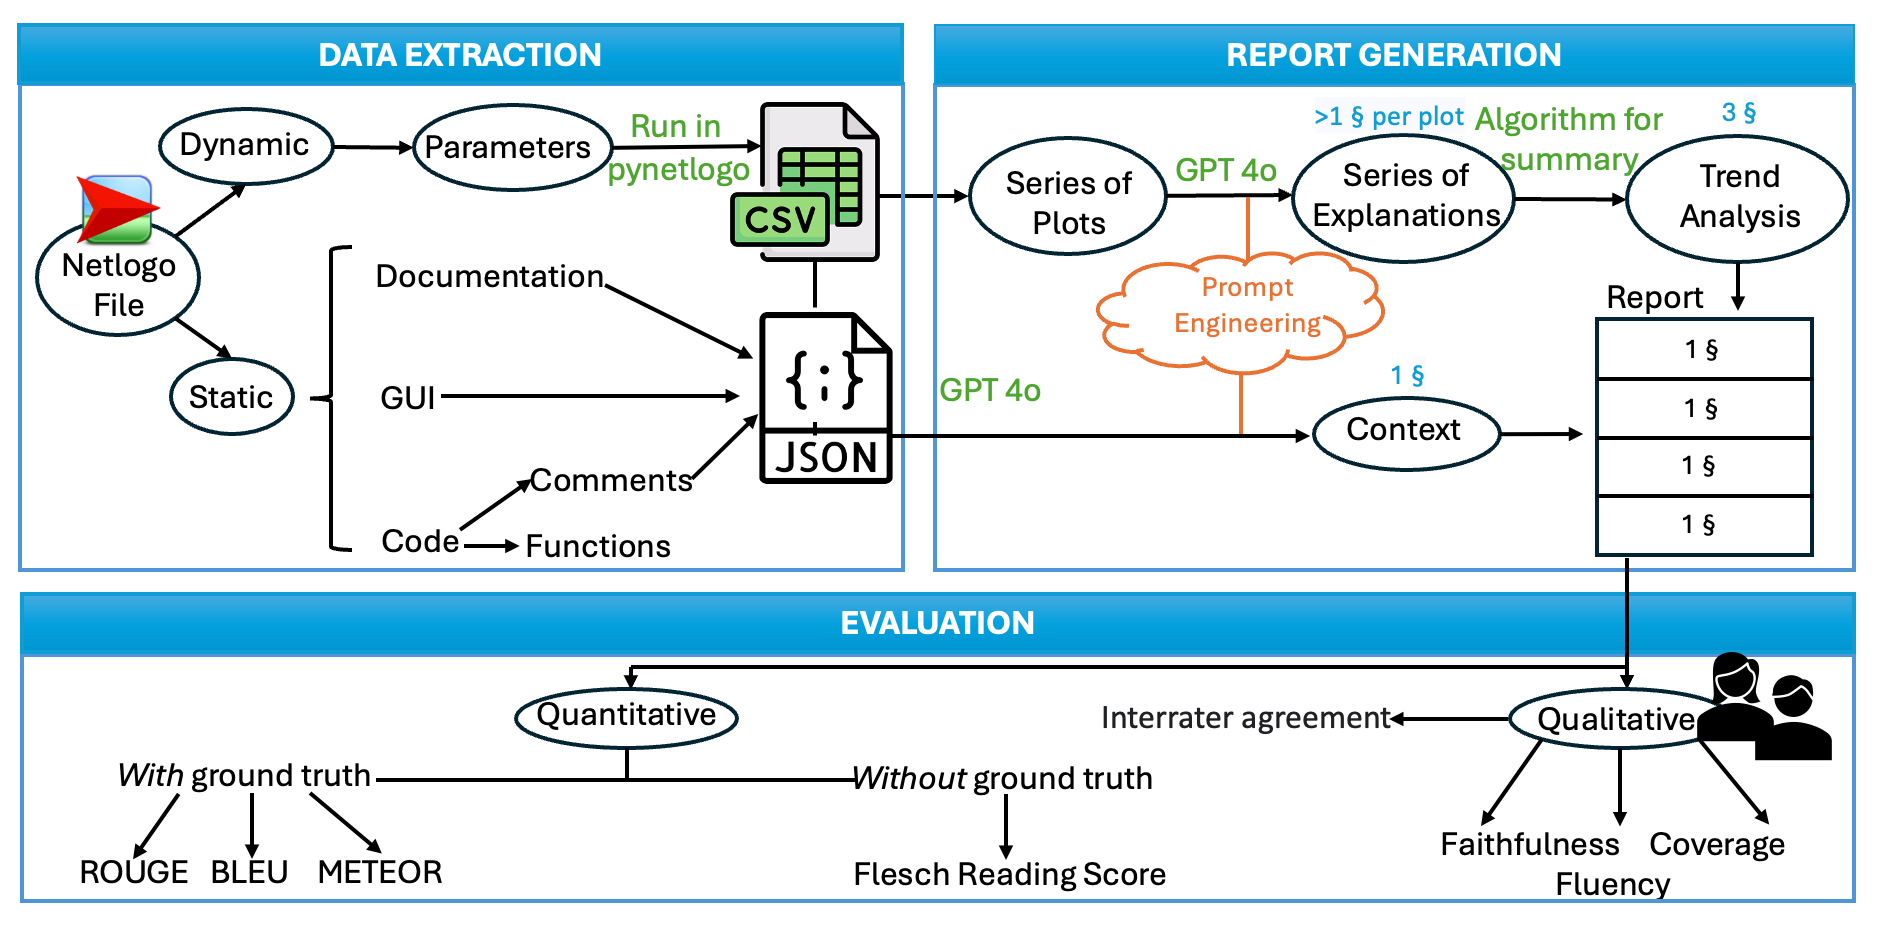 DATA EXTRACTION
Dynamic
Parameters
Run in
pynetlogo
CSV
Netlogo
File
Static
Documentation
GUI
Code
Comments
Functions
{;}
JSON
REPORT GENERATION
Series of
Plots
GPT 4o
>1 § per plot
Series of
Explanations
Algorithm for
summary
3 §
Trend
Analysis
Prompt
Engineering
GPT 4o
1 §
Context
Report
1 §
1 §
1 §
1 §
EVALUATION
Quantitative
With ground truth
ROUGE
BLEU
METEOR
Without ground truth
Flesch Reading Score
Interrater agreement
Qualitative
Faithfulness
Coverage
Fluency